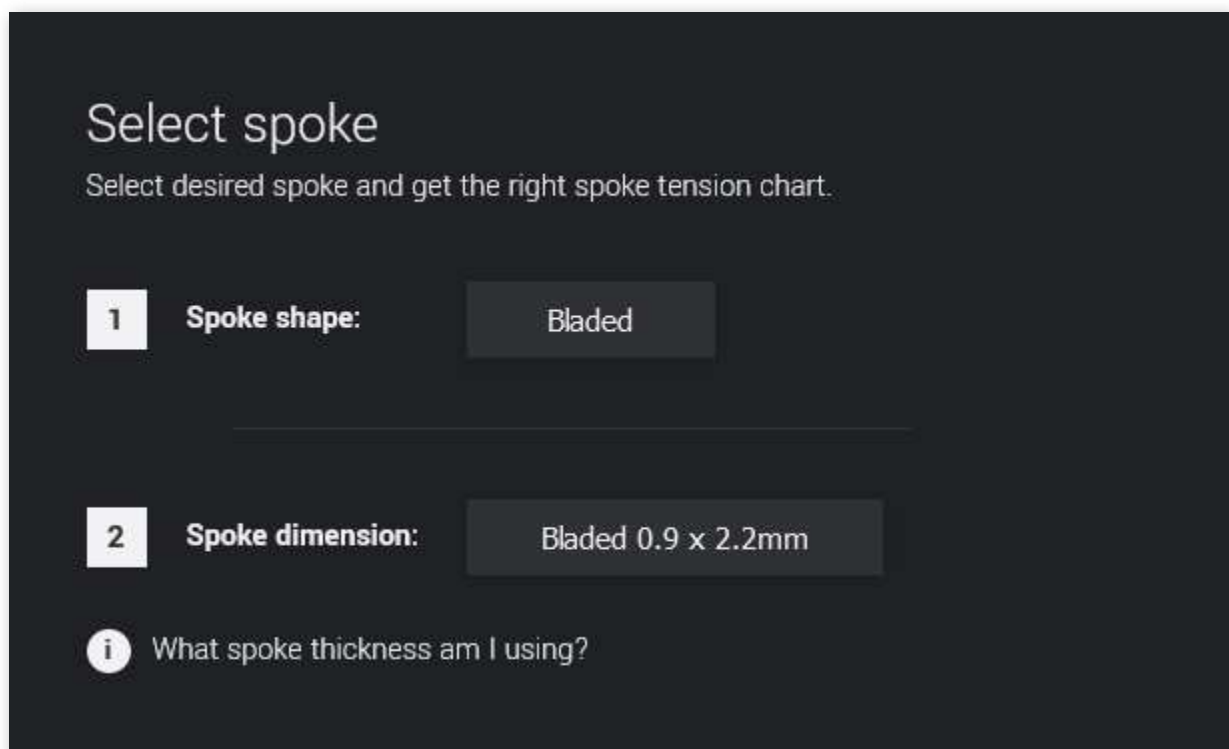 Select spoke
Select desired spoke and get the right spoke tension chart.
1 Spoke shape: Bladed
2 Spoke dimension: Bladed 0.9 x 2.2mm
i What spoke thickness am I using?